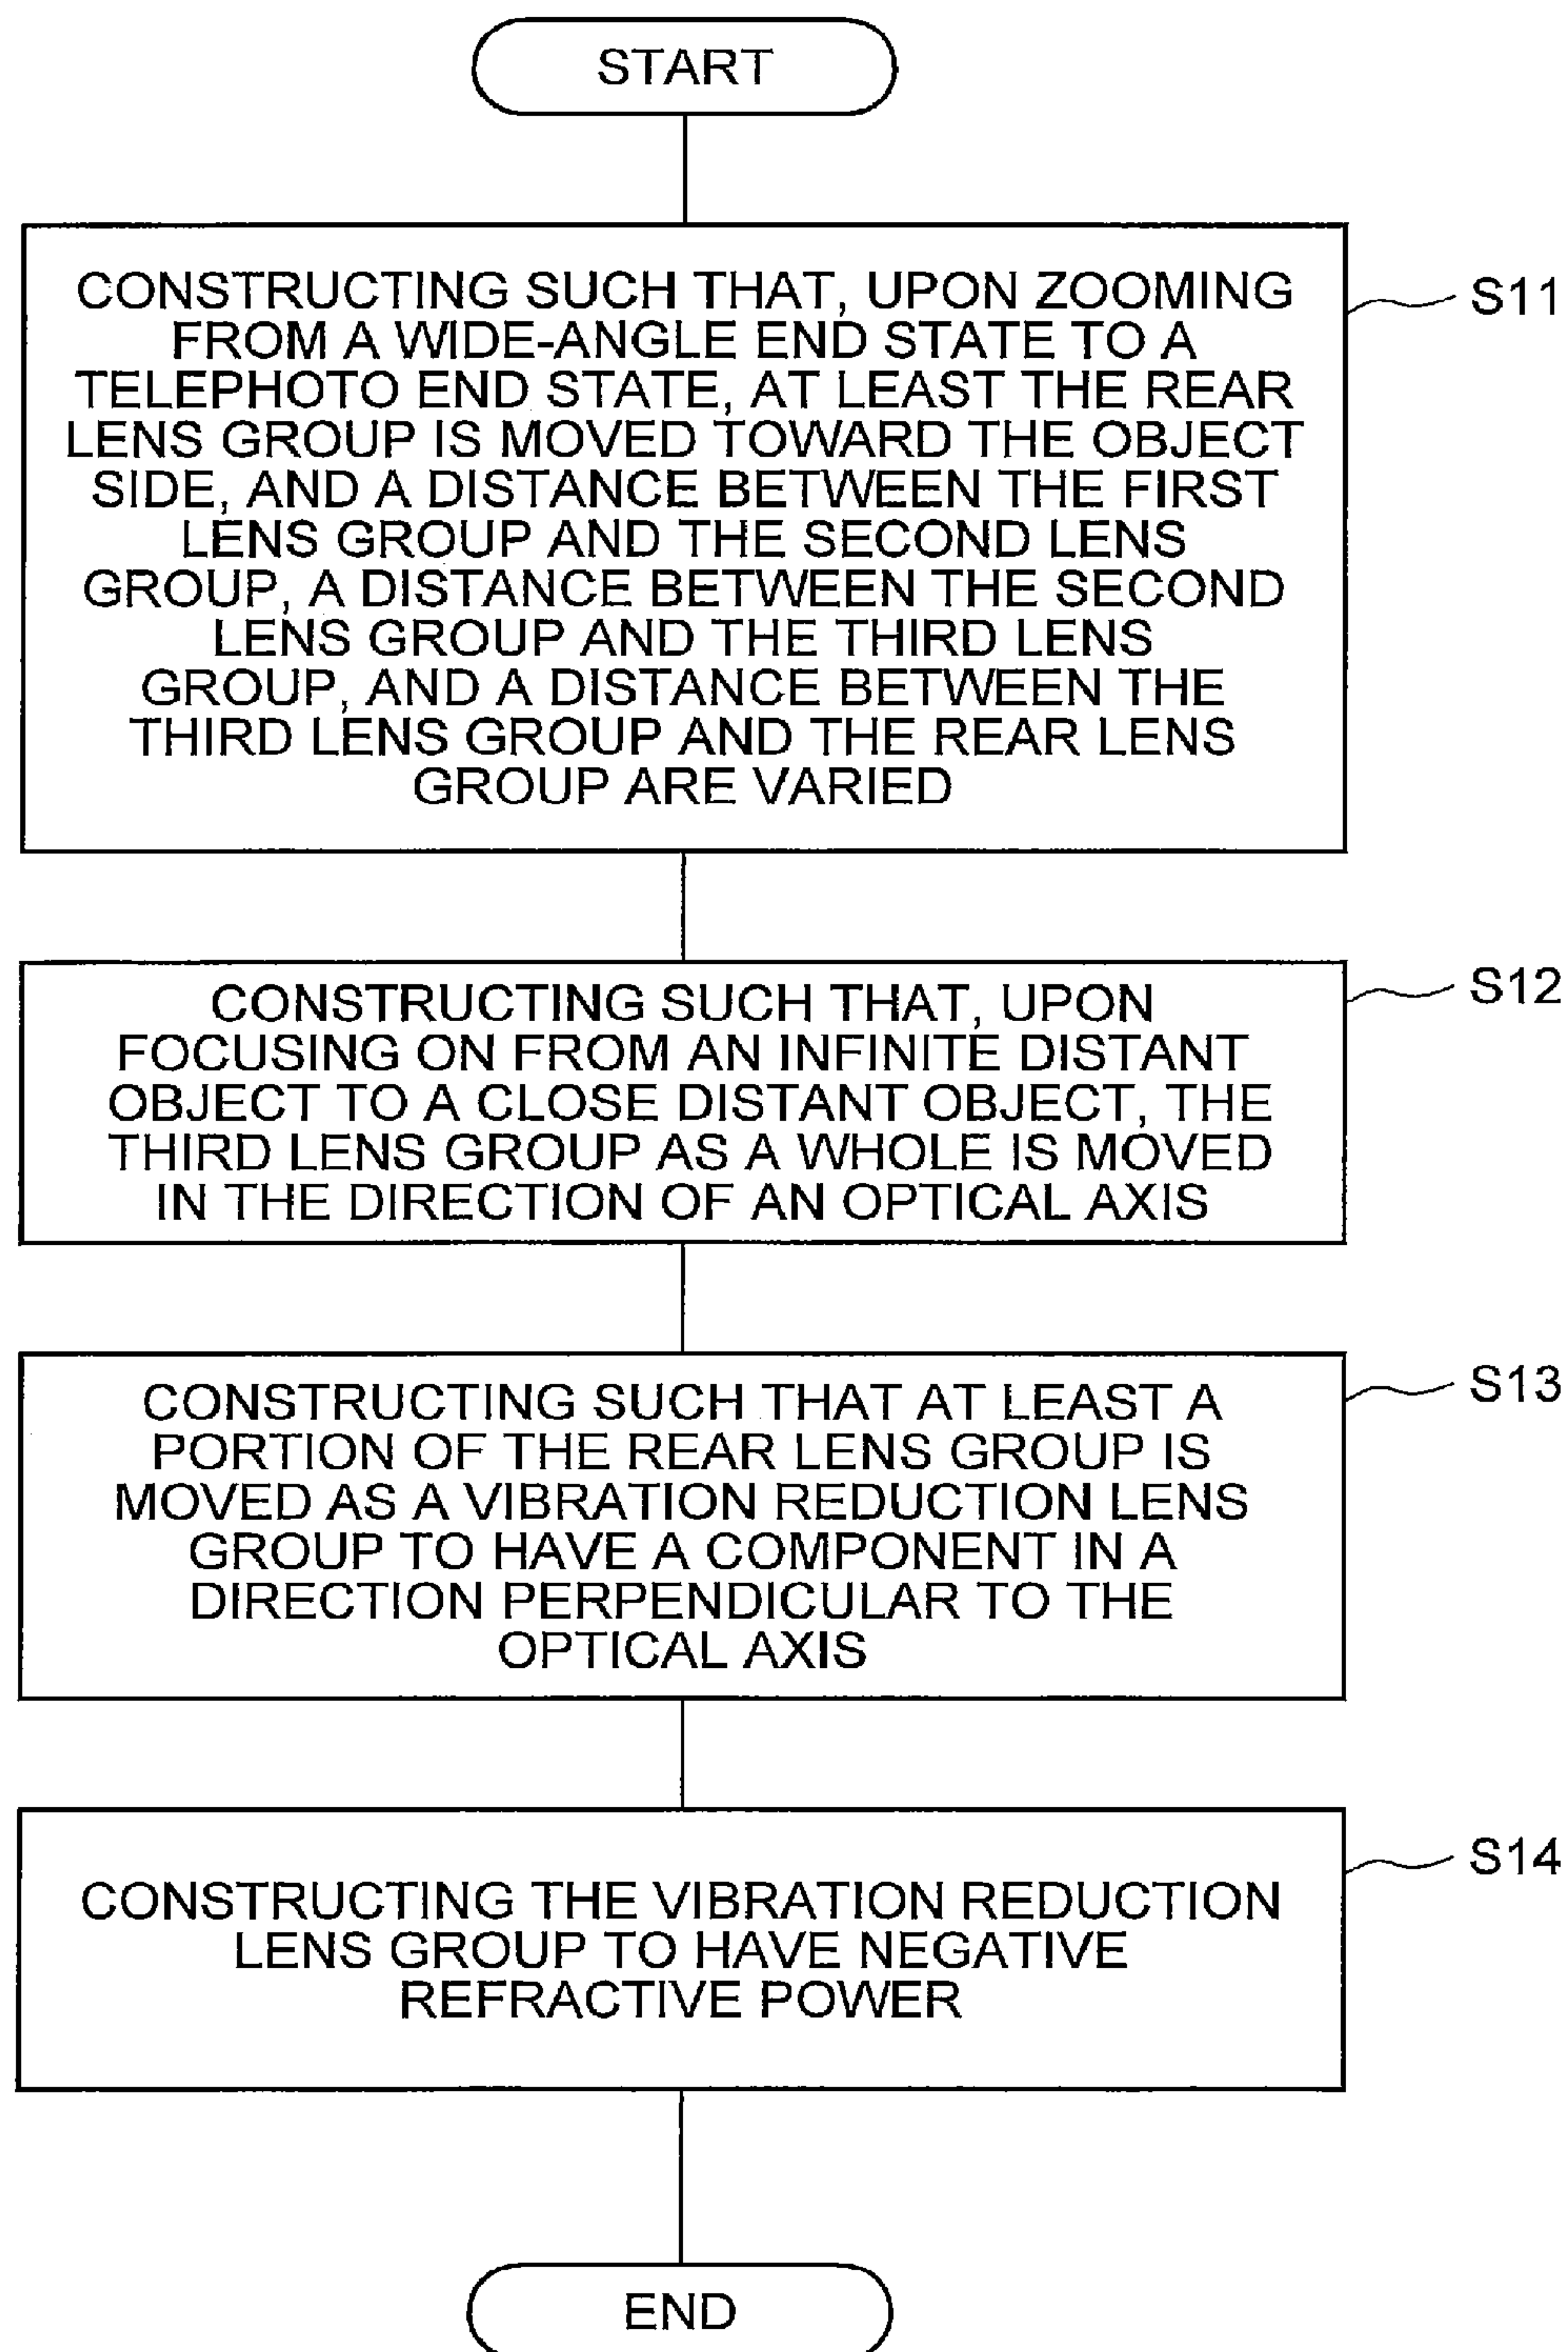 START
CONSTRUCTING SUCH THAT, UPON ZOOMING
FROM A WIDE-ANGLE END STATE TO A
TELEPHOTO END STATE, AT LEAST THE REAR
LENS GROUP IS MOVED TOWARD THE OBJECT
SIDE, AND A DISTANCE BETWEEN THE FIRST
LENS GROUP AND THE SECOND LENS
GROUP, A DISTANCE BETWEEN THE SECOND
LENS GROUP AND THE THIRD LENS
GROUP, AND A DISTANCE BETWEEN THE
THIRD LENS GROUP AND THE REAR LENS
GROUP ARE VARIED
S11
CONSTRUCTING SUCH THAT, UPON
FOCUSING ON FROM AN INFINITE DISTANT
OBJECT TO A CLOSE DISTANT OBJECT, THE
THIRD LENS GROUP AS A WHOLE IS MOVED
IN THE DIRECTION OF AN OPTICAL AXIS
S12
CONSTRUCTING SUCH THAT AT LEAST A
PORTION OF THE REAR LENS GROUP IS
MOVED AS A VIBRATION REDUCTION LENS
GROUP TO HAVE A COMPONENT IN A
DIRECTION PERPENDICULAR TO THE
OPTICAL AXIS
S13
CONSTRUCTING THE VIBRATION REDUCTION
LENS GROUP TO HAVE NEGATIVE
REFRACTIVE POWER
S14
END